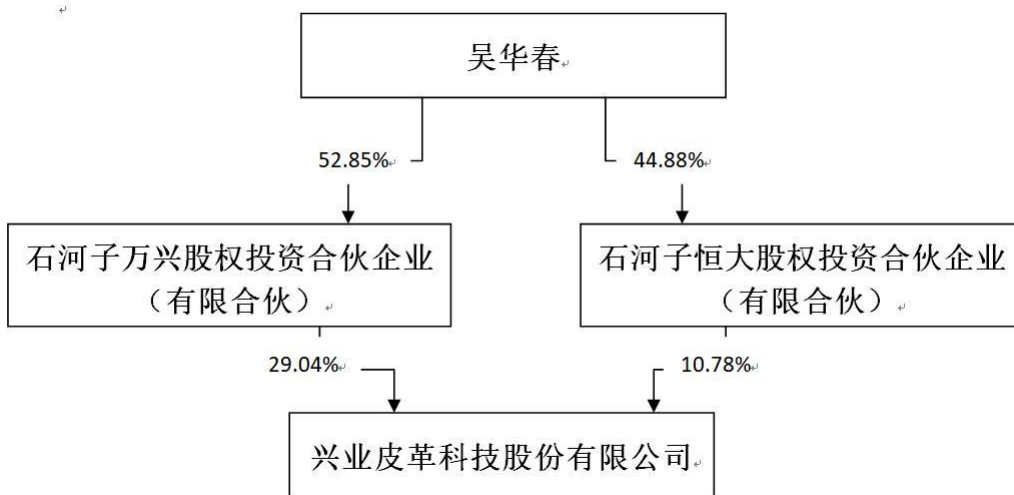 吴华春
52.85%
44.88%
石河子万兴股权投资合伙企业
（有限合伙）
石河子恒大股权投资合伙企业
（有限合伙）
29.04%
10.78%
兴业皮革科技股份有限公司